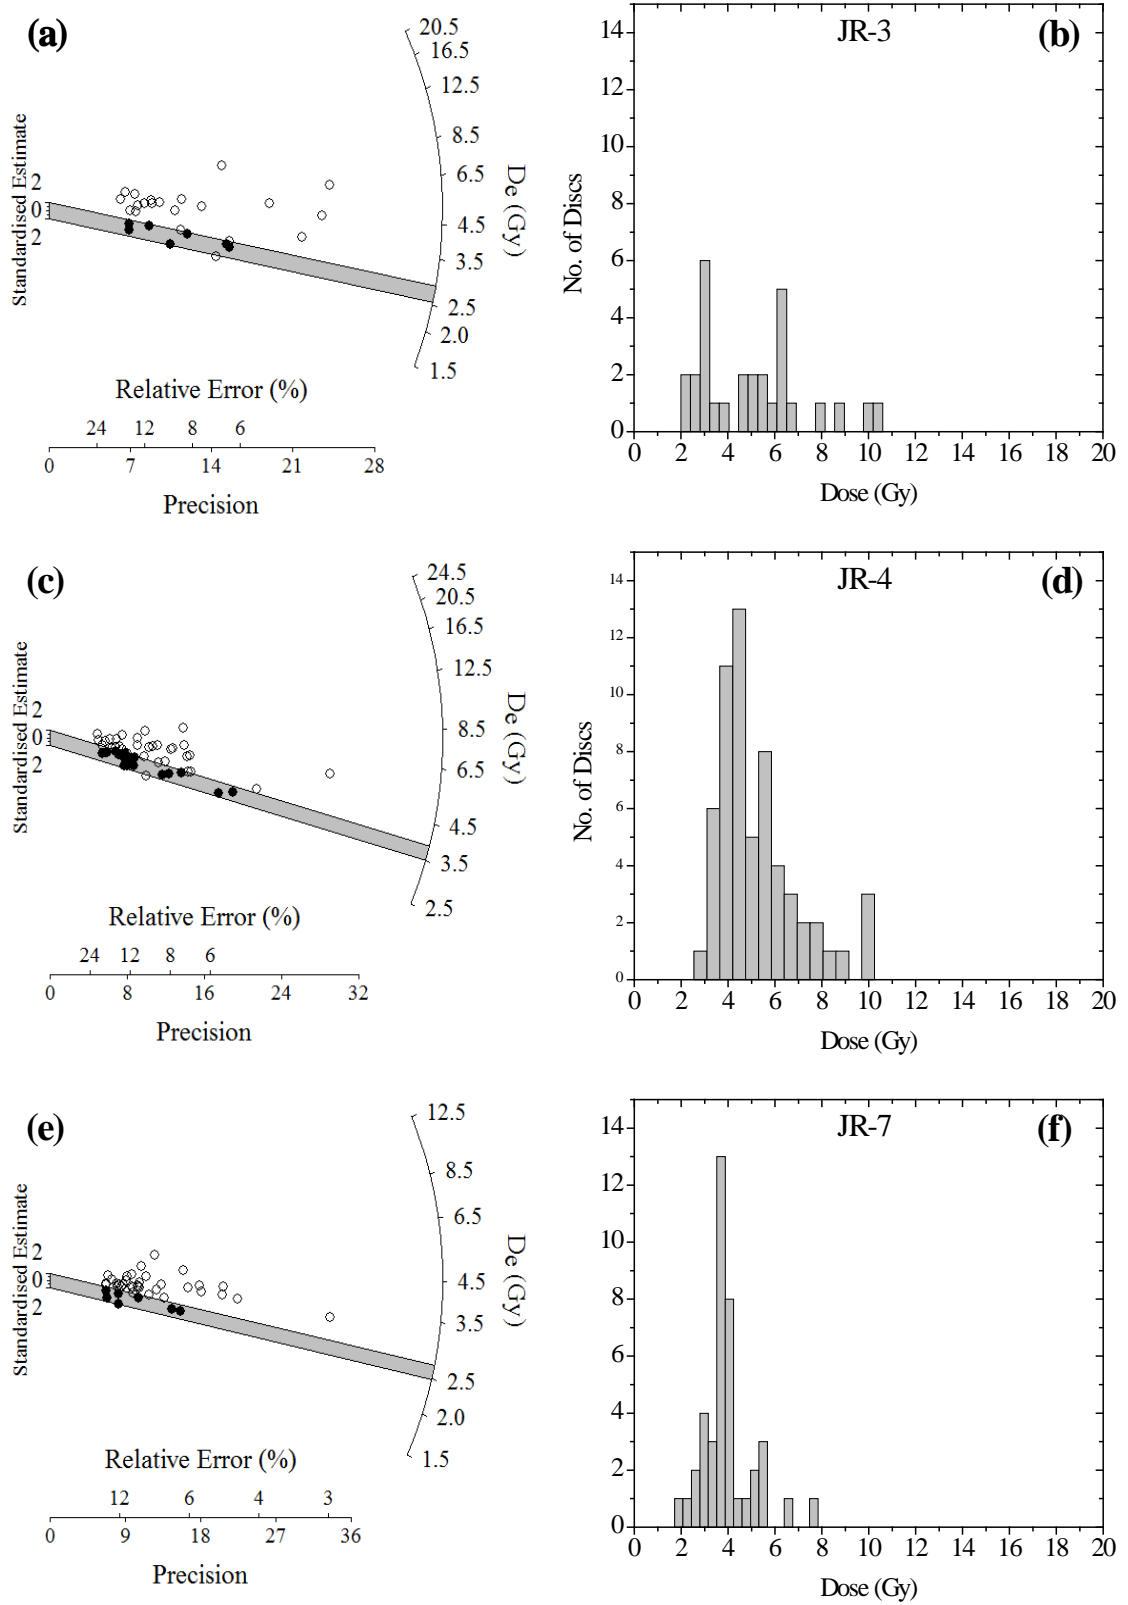 (a)
20.5
16.5
12.5
8.5
6.5
4.5
3.5
2.5
2.0
1.5
De (Gy)
Standardised Estimate
2
0
2
Relative Error (%)
24 12 8 6
0 7 14 21 28
Precision
JR-3
(b)
14
12
10
8
6
4
2
0
No. of Discs
0 2 4 6 8 10 12 14 16 18 20
Dose (Gy)
(c)
24.5
20.5
16.5
12.5
8.5
6.5
4.5
3.5
2.5
De (Gy)
Standardised Estimate
2
0
2
Relative Error (%)
24 12 8 6
0 8 16 24 32
Precision
JR-4
(d)
14
12
10
8
6
4
2
0
No. of Discs
0 2 4 6 8 10 12 14 16 18 20
Dose (Gy)
(e)
12.5
8.5
6.5
4.5
3.5
2.5
2.0
1.5
De (Gy)
Standardised Estimate
2
0
2
Relative Error (%)
12 6 4 3
0 9 18 27 36
Precision
JR-7
(f)
14
12
10
8
6
4
2
0
0 2 4 6 8 10 12 14 16 18 20
Dose (Gy)